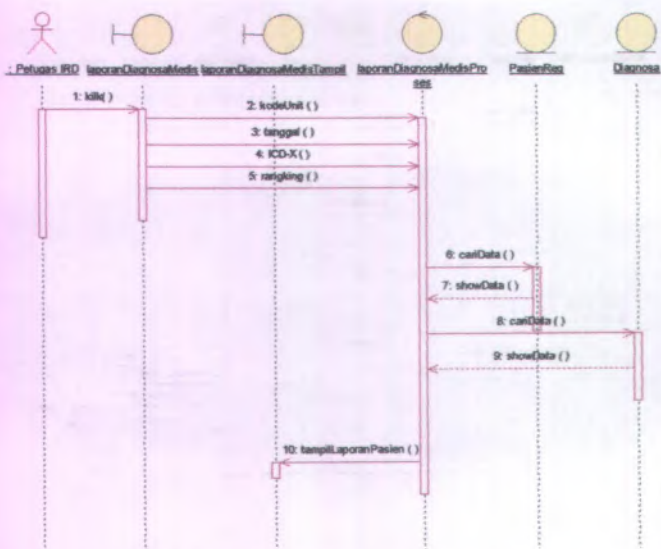 : Petugas IRD
laporanDiagnosaMedis
laporanDiagnosaMedisTampil
laporanDiagnosaMedisPro
ses
PasienReg
Diagnosa
1: klik( )
2: kodeUnit ( )
3: tanggal ( )
4: ICD-X ( )
5: rangking ( )
6: cariData ( )
7: showData ( )
8: cariData ( )
9: showData ( )
10: tampilLaporanPasien ( )